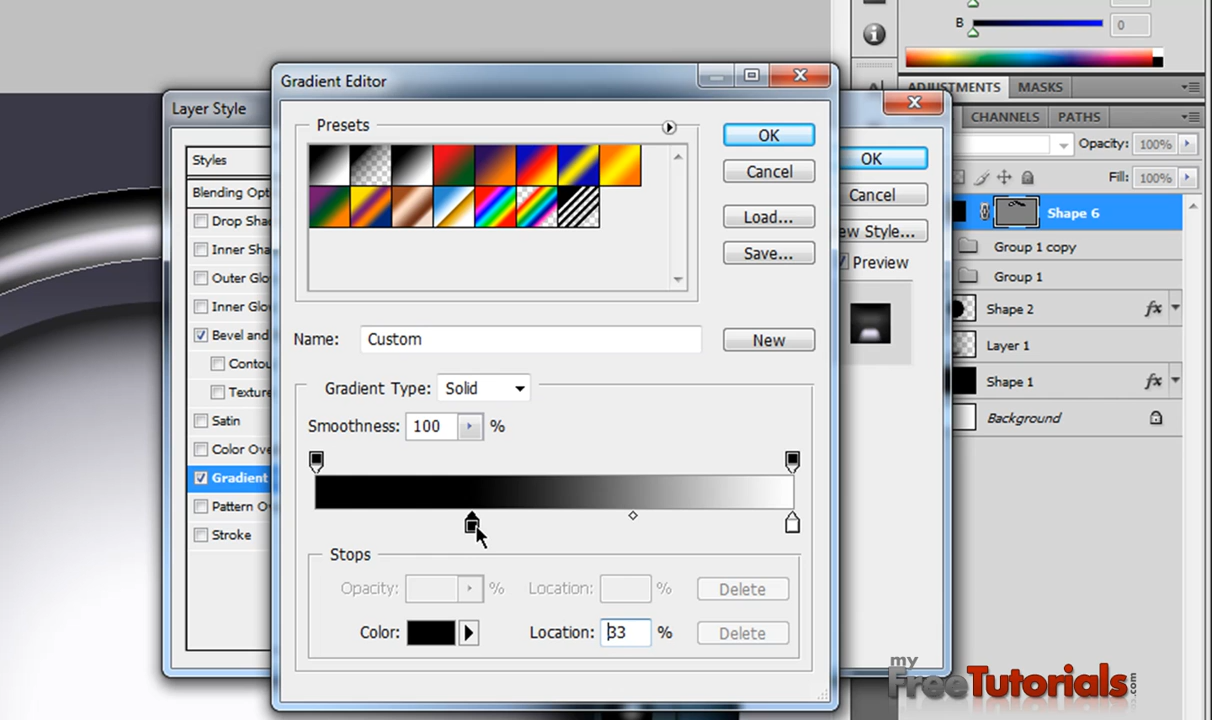 B
0
Gradient Editor
ADJUSTMENTS
MASKS
Layer Style
CHANNELS
PATHS
Presets
OK
Opacity: 100%
Styles
OK
Cancel
Fill: 100%
Blending Opti
Cancel
Drop Sha
Load...
Shape 6
Inner Sha
ew Style...
Group 1 copy
Save...
Preview
Outer Glo
Group 1
Inner Glo
Shape 2
Bevel and
Name: Custom
New
Layer 1
Contou
Shape 1
Texture
Gradient Type: Solid
Background
Satin
Smoothness: 100 %
Color Ove
Gradient
Pattern O
Stroke
Stops
Opacity: %
Location: %
Delete
Color:
Location: 33 %
Delete
my
FreeTutorials.com